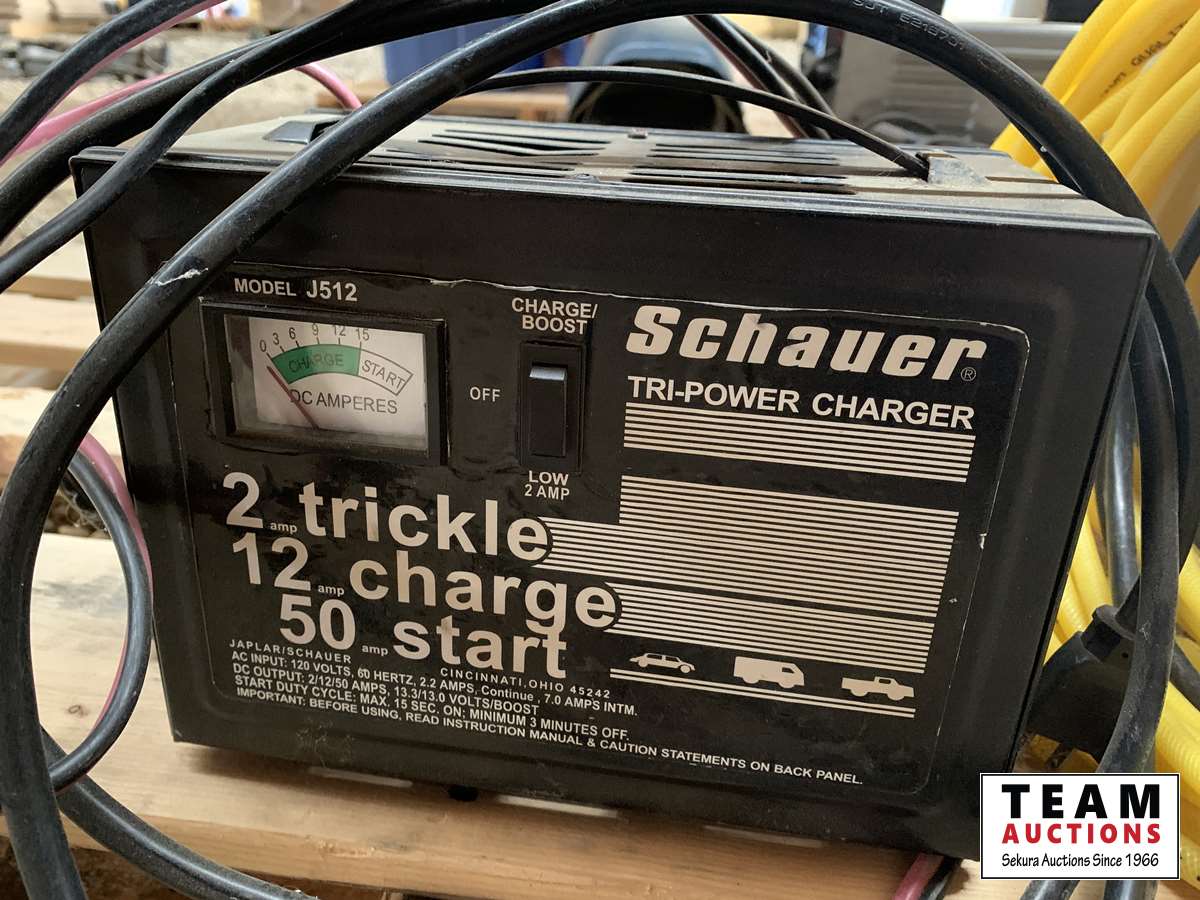 SJT E218701
QUAL
MODEL J512
0 3 6 9 12 15
CHARGE
START
DC AMPERES
CHARGE/
BOOST
OFF
LOW
2 AMP
Schauer®
TRI-POWER CHARGER
2 amp trickle
12 amp charge
50 amp start
JAPLAR/SCHAUER CINCINNATI, OHIO 45242
AC INPUT: 120 VOLTS, 60 HERTZ, 2.2 AMPS, Continue, 7.0 AMPS INTM.
DC OUTPUT: 2/12/50 AMPS, 13.3/13.0 VOLTS/BOOST
START DUTY CYCLE: MAX. 15 SEC. ON; MINIMUM 3 MINUTES OFF.
IMPORTANT: BEFORE USING, READ INSTRUCTION MANUAL & CAUTION STATEMENTS ON BACK PANEL.
TEAM
AUCTIONS
Sekura Auctions Since 1966